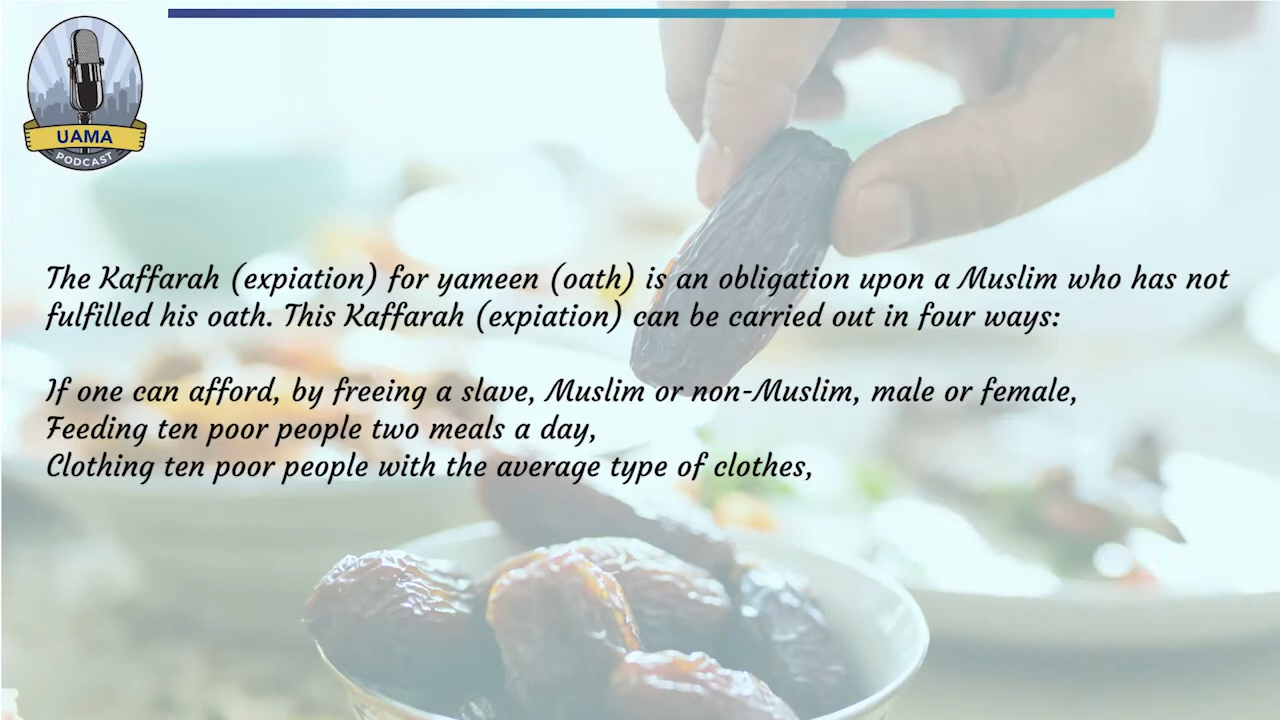 UAMA
PODCAST
The Kaffarah (expiation) for yameen (oath) is an obligation upon a Muslim who has not
fulfilled his oath. This Kaffarah (expiation) can be carried out in four ways:
If one can afford, by freeing a slave, Muslim or non-Muslim, male or female,
Feeding ten poor people two meals a day,
Clothing ten poor people with the average type of clothes,